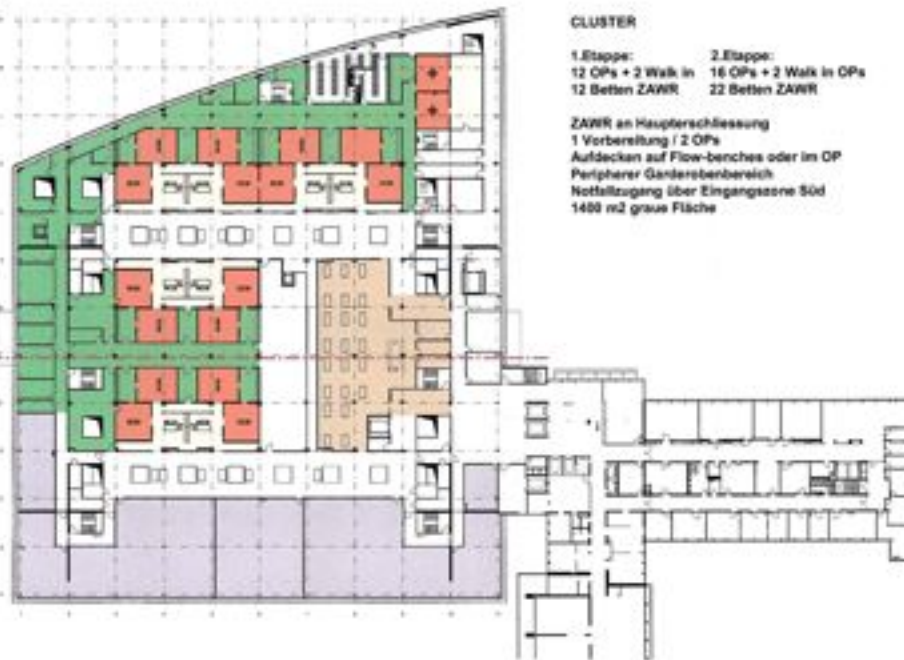 CLUSTER
1.Etappe: 2.Etappe:
12 OPs + 2 Walk in 16 OPs + 2 Walk in OPs
12 Betten ZAWR 22 Betten ZAWR
ZAWR an Haupterschliessung
1 Vorbereitung / 2 OPs
Aufdecken auf Flow-benches oder im OP
Peripherer Garderobenbereich
Notfallzugang über Eingangszone Süd
1400 m2 graue Fläche